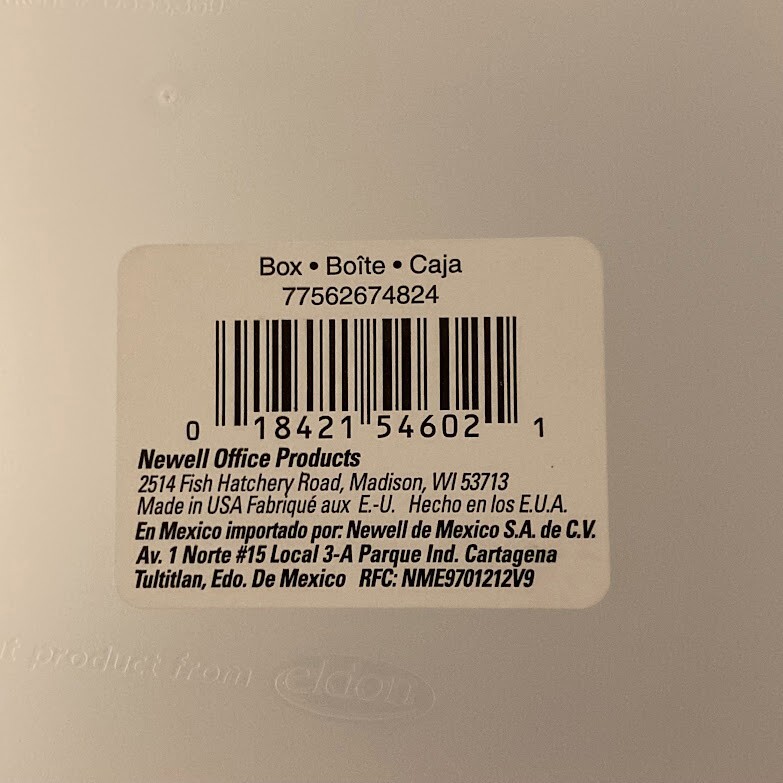 Box • Boîte • Caja
77562674824
0 18421 54602 1
Newell Office Products
2514 Fish Hatchery Road, Madison, WI 53713
Made in USA Fabriqué aux E.-U. Hecho en los E.U.A.
En Mexico importado por: Newell de Mexico S.A. de C.V.
Av. 1 Norte #15 Local 3-A Parque Ind. Cartagena
Tultitlan, Edo. De Mexico RFC: NME9701212V9
product from eldon